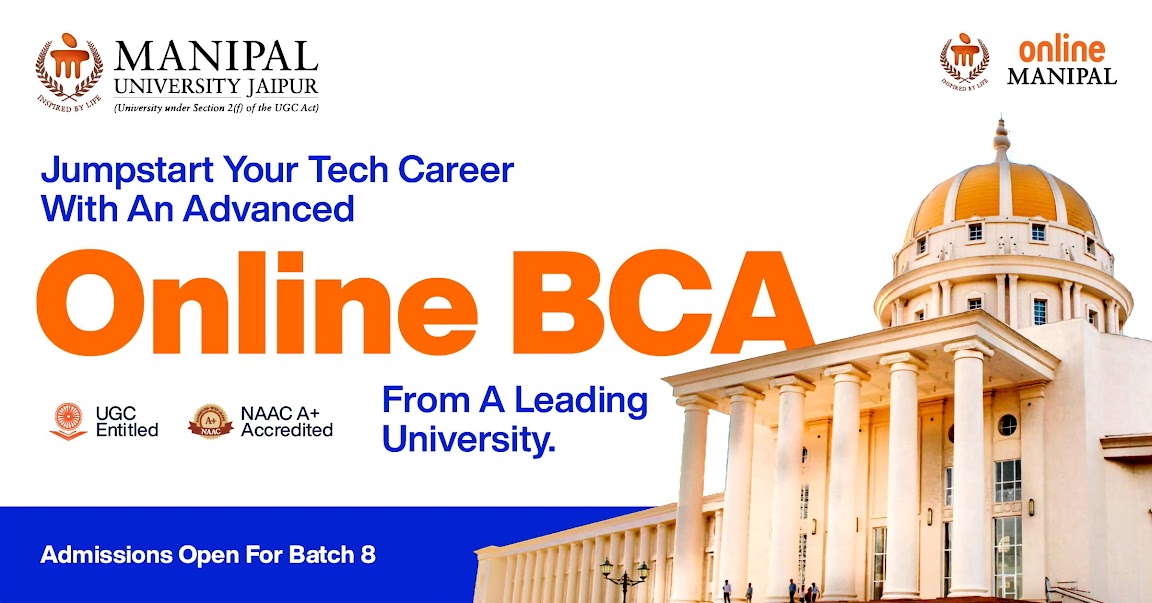 MANIPAL
UNIVERSITY JAIPUR
(University under Section 2(f) of the UGC Act)
INSPIRED BY LIFE
online
MANIPAL
INSPIRED BY LIFE
Jumpstart Your Tech Career
With An Advanced
Online BCA
From A Leading
University.
UGC
Entitled
A+
NAAC
NAAC A+
Accredited
Admissions Open For Batch 8